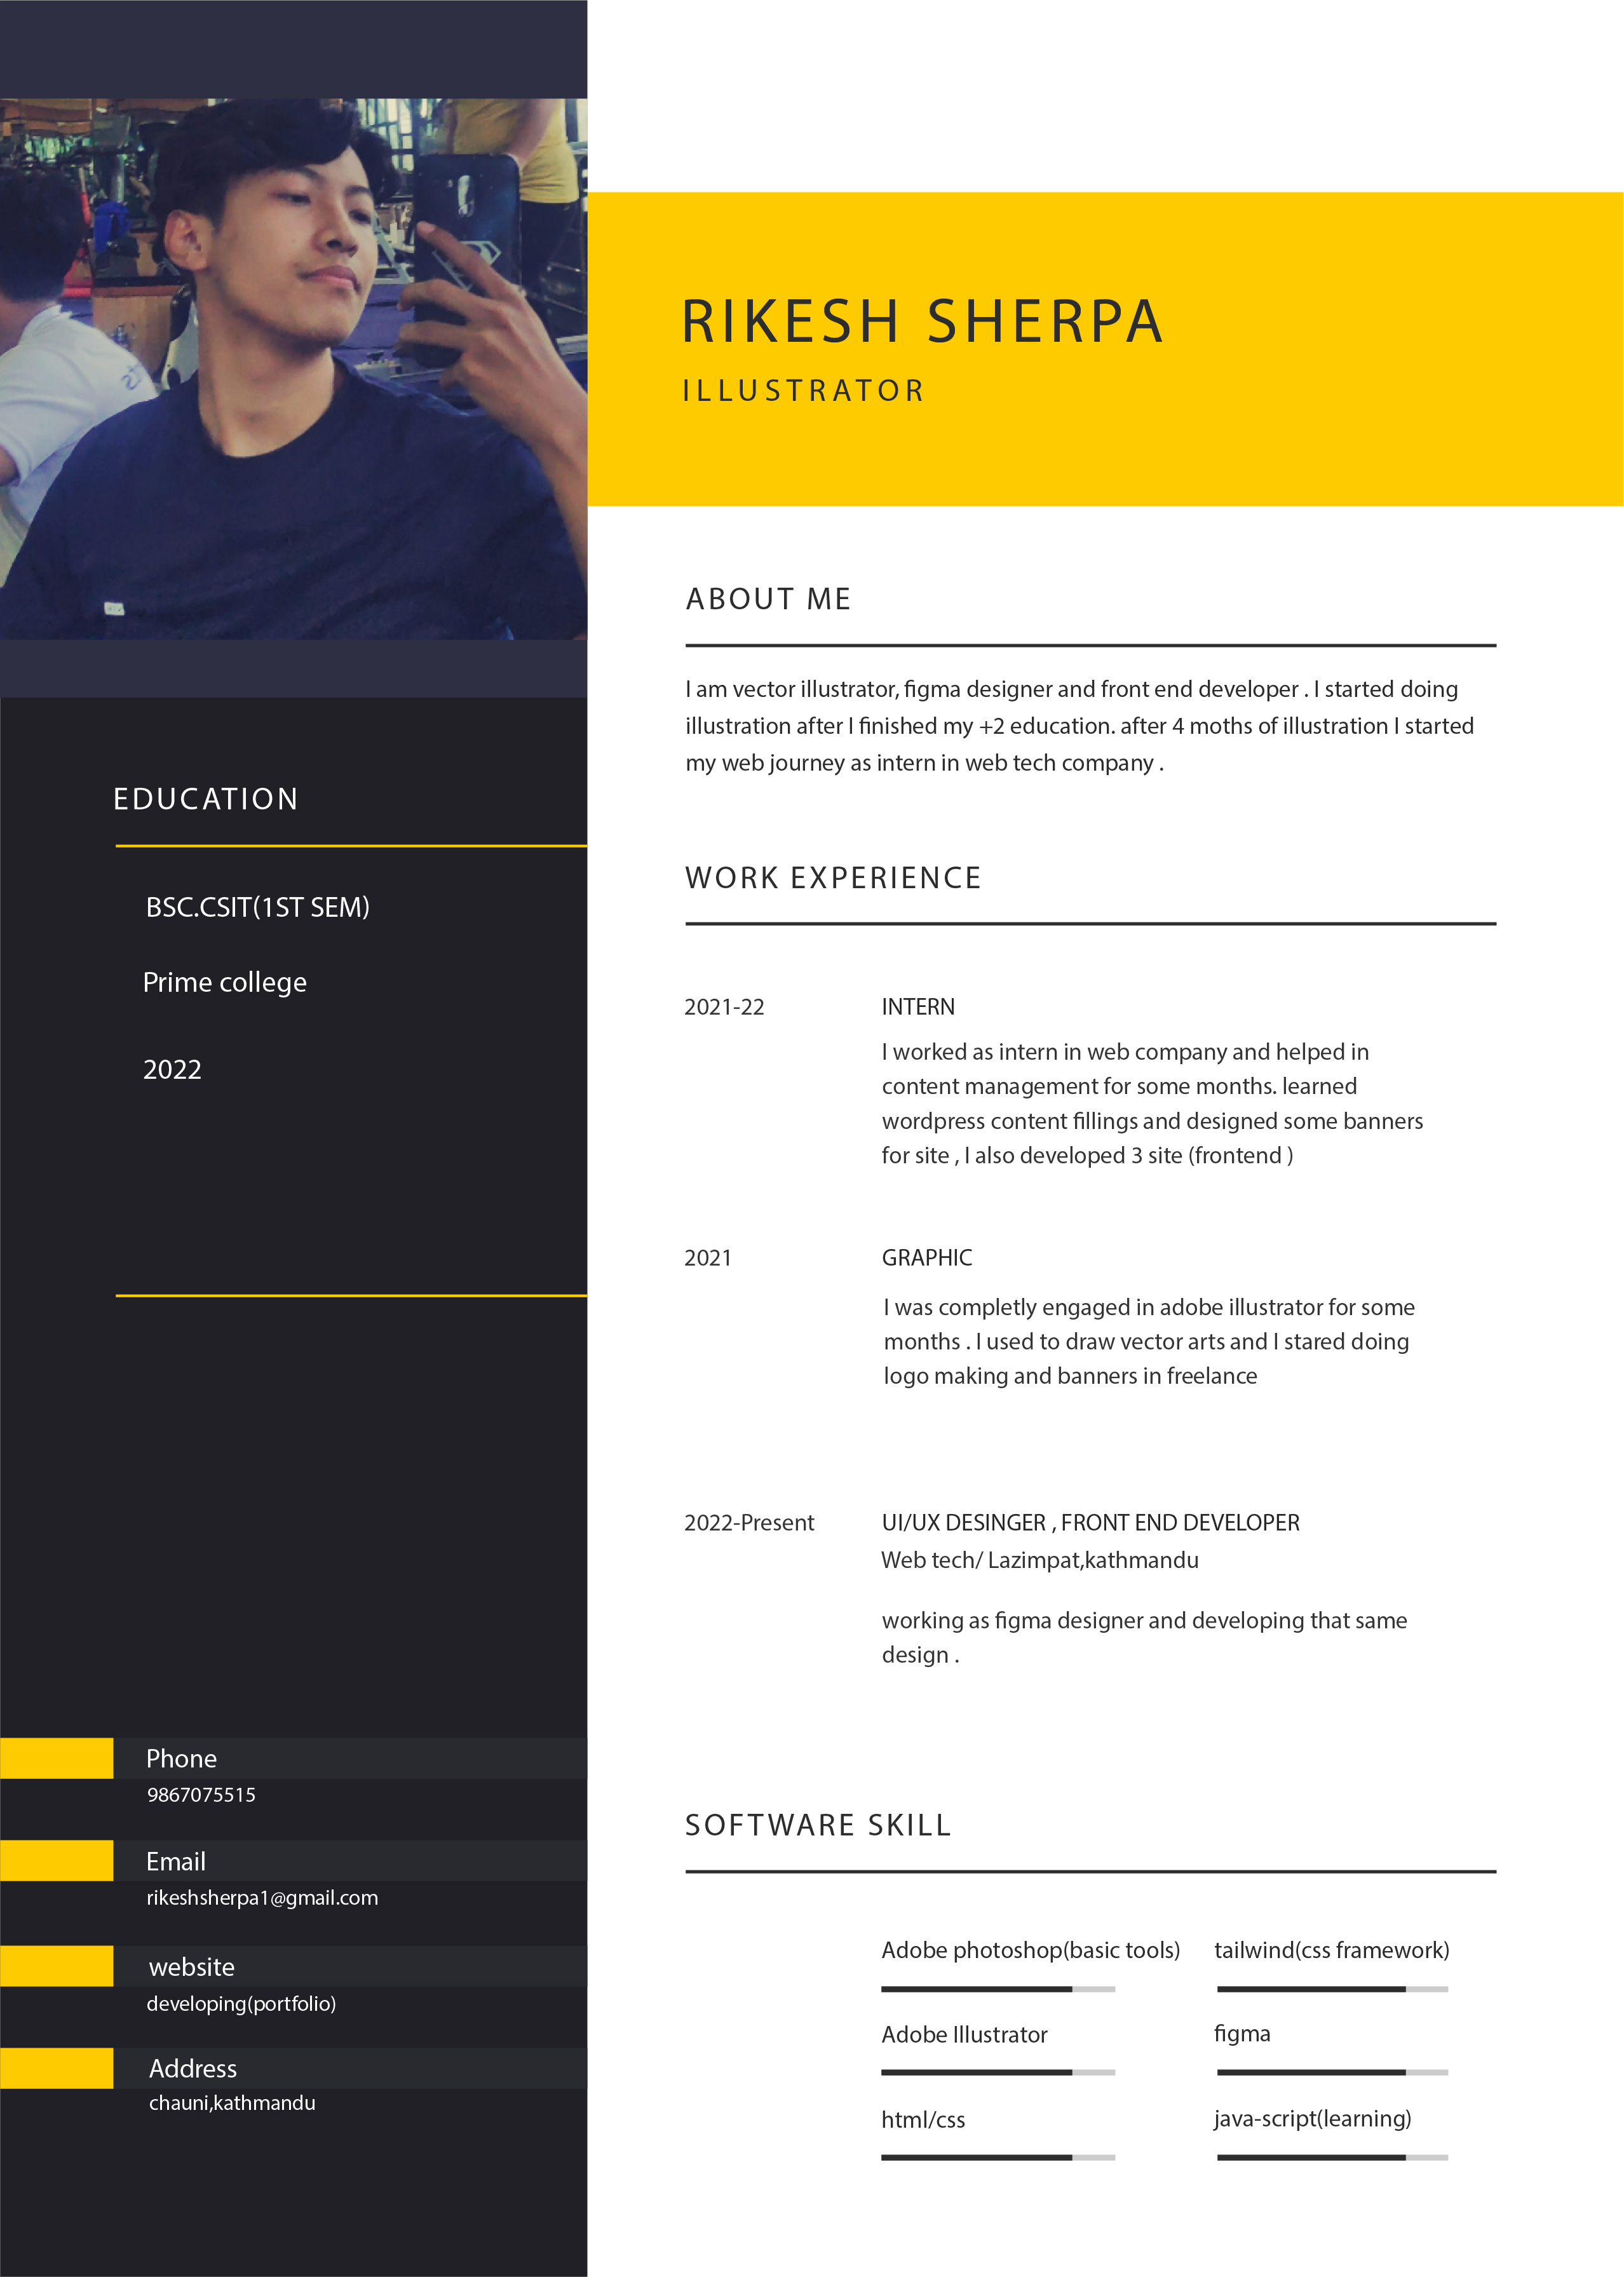 RIKESH SHERPA
ILLUSTRATOR
ABOUT ME
I am vector illustrator, figma designer and front end developer . I started doing
illustration after I finished my +2 education. after 4 moths of illustration I started
my web journey as intern in web tech company .
EDUCATION
BSC.CSIT(1ST SEM)
Prime college
2022
WORK EXPERIENCE
2021-22
INTERN
I worked as intern in web company and helped in
content management for some months. learned
wordpress content fillings and designed some banners
for site , I also developed 3 site (frontend )
2021
GRAPHIC
I was completly engaged in adobe illustrator for some
months . I used to draw vector arts and I stared doing
logo making and banners in freelance
2022-Present
UI/UX DESINGER , FRONT END DEVELOPER
Web tech/ Lazimpat,kathmandu
working as figma designer and developing that same
design .
Phone
9867075515
Email
rikeshsherpa1@gmail.com
website
developing(portfolio)
Address
chauni,kathmandu
SOFTWARE SKILL
Adobe photoshop(basic tools)
tailwind(css framework)
Adobe Illustrator
figma
html/css
java-script(learning)